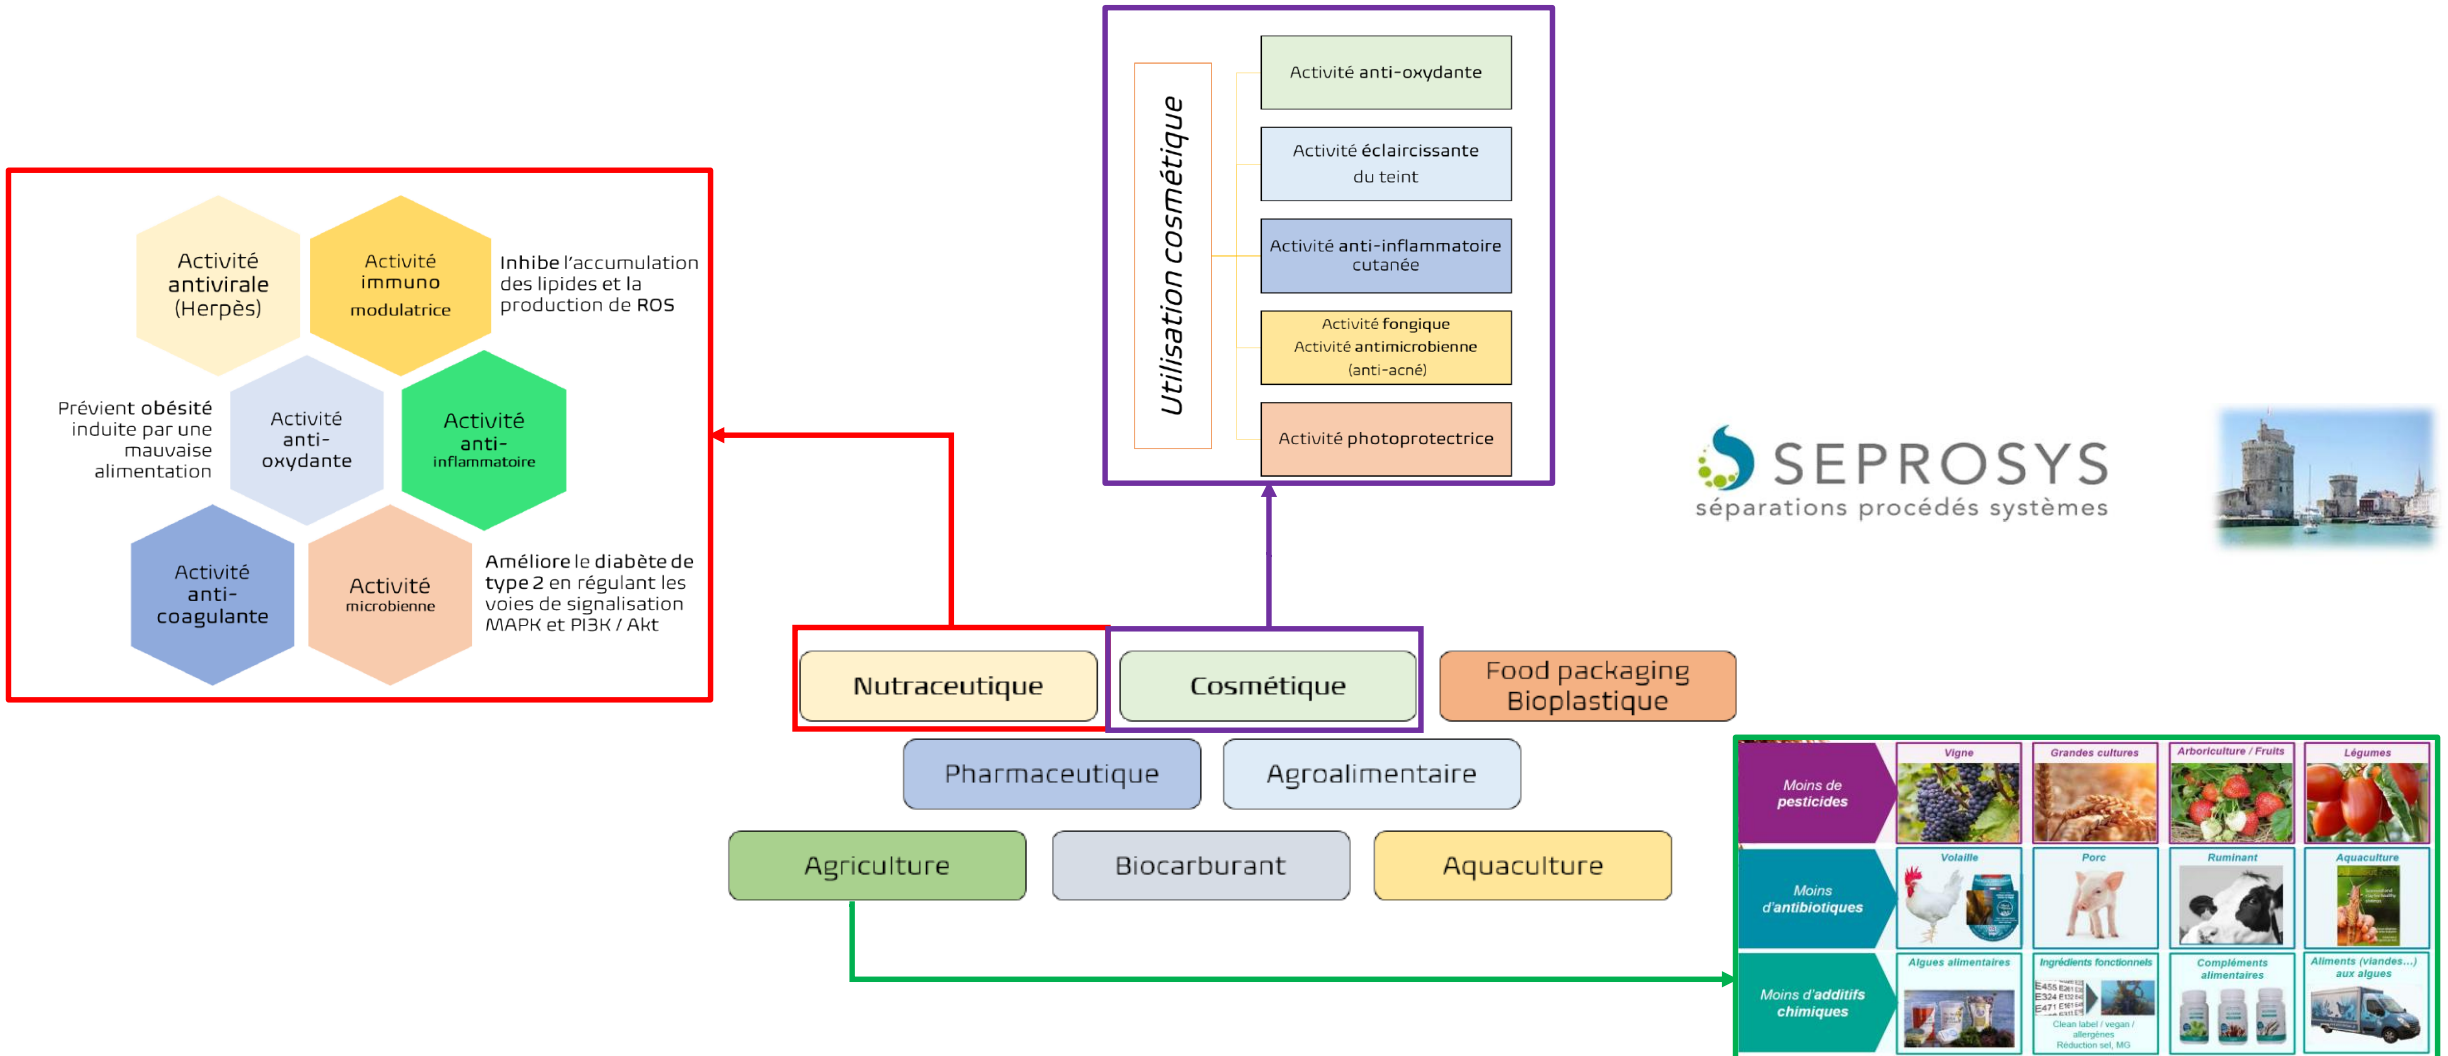 Utilisation cosmétique
Activité anti-oxydante
Activité éclaircissante
du teint
Activité anti-inflammatoire
cutanée
Activité fongique
Activité antimicrobienne
(anti-acné)
Activité photoprotectrice
Activité
antivirale
(Herpès)
Activité
immuno
modulatrice
Inhibe l'accumulation
des lipides et la
production de ROS
Prévient obésité
induite par une
mauvaise
alimentation
Activité
anti-
oxydante
Activité
anti-
inflammatoire
Activité
anti-
coagulante
Activité
microbienne
Améliore le diabète de
type 2 en régulant les
voies de signalisation
MAPK et PI3K / Akt
SEPROSYS
séparations procédés systèmes
Nutraceutique
Cosmétique
Food packaging
Bioplastique
Pharmaceutique
Agroalimentaire
Agriculture
Biocarburant
Aquaculture
Moins de
pesticides
Vigne
Grandes cultures
Arboriculture / Fruits
Légumes
Moins
d'antibiotiques
Volaille
Porc
Ruminant
Aquaculture
Moins d'additifs
chimiques
Algues alimentaires
Ingrédients fonctionnels
E455
E324
E471
Clean label / vegan /
allergènes
Réduction sel, MG
Compléments
alimentaires
Aliments (viandes...)
aux algues